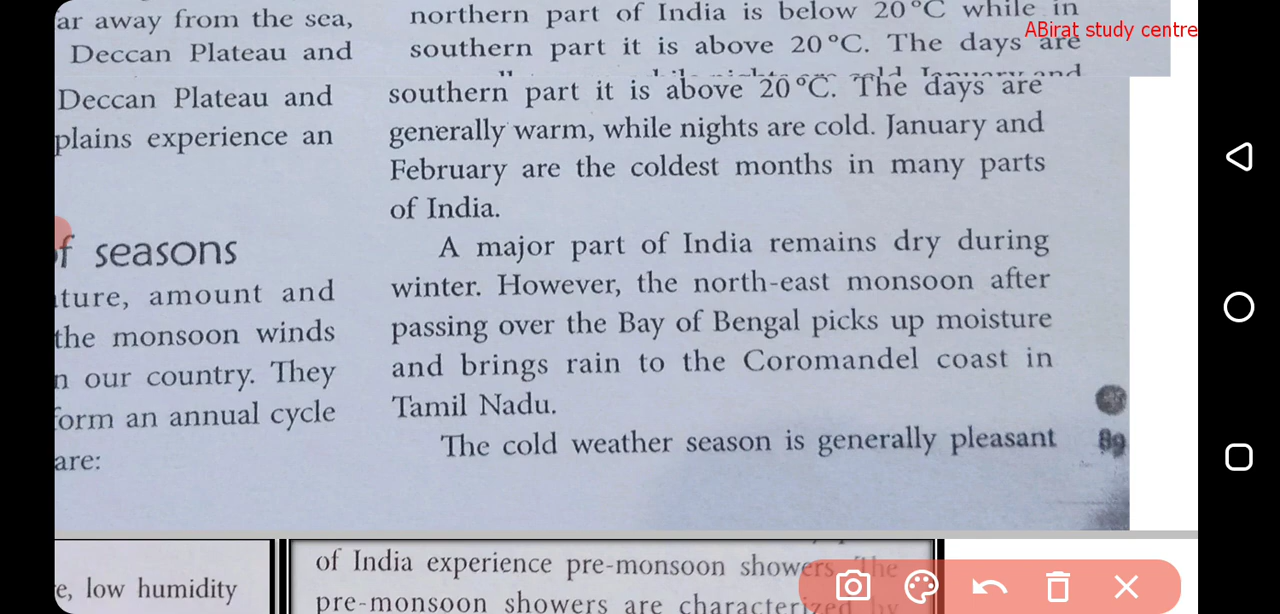 ar away from the sea,
Deccan Plateau and
Deccan Plateau and
plains experience an
f seasons
ture, amount and
the monsoon winds
n our country. They
form an annual cycle
are:
northern part of India is below 20°C while in
southern part it is above 20°C. The days are
southern part it is above 20°C. The days are
generally warm, while nights are cold. January and
February are the coldest months in many parts
of India.
A major part of India remains dry during
winter. However, the north-east monsoon after
passing over the Bay of Bengal picks up moisture
and brings rain to the Coromandel coast in
Tamil Nadu.
The cold weather season is generally pleasant
89
ABirat study centre
e, low humidity
of India experience pre-monsoon showers. The
pre-monsoon showers are characterized by